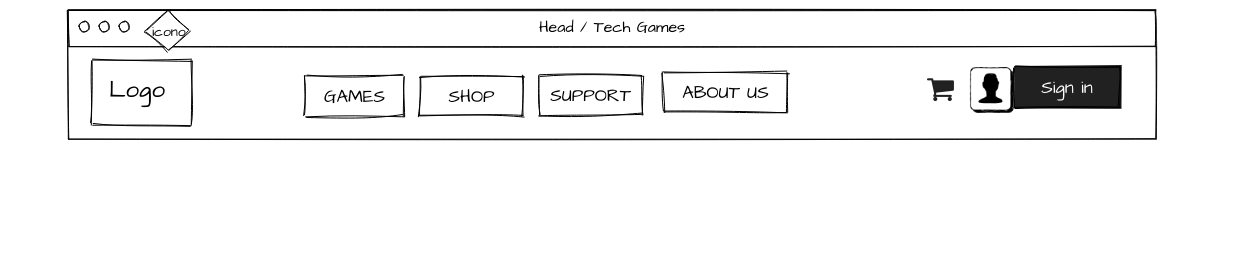 icono
Head / Tech Games
Logo
GAMES
SHOP
SUPPORT
ABOUT US
Sign in